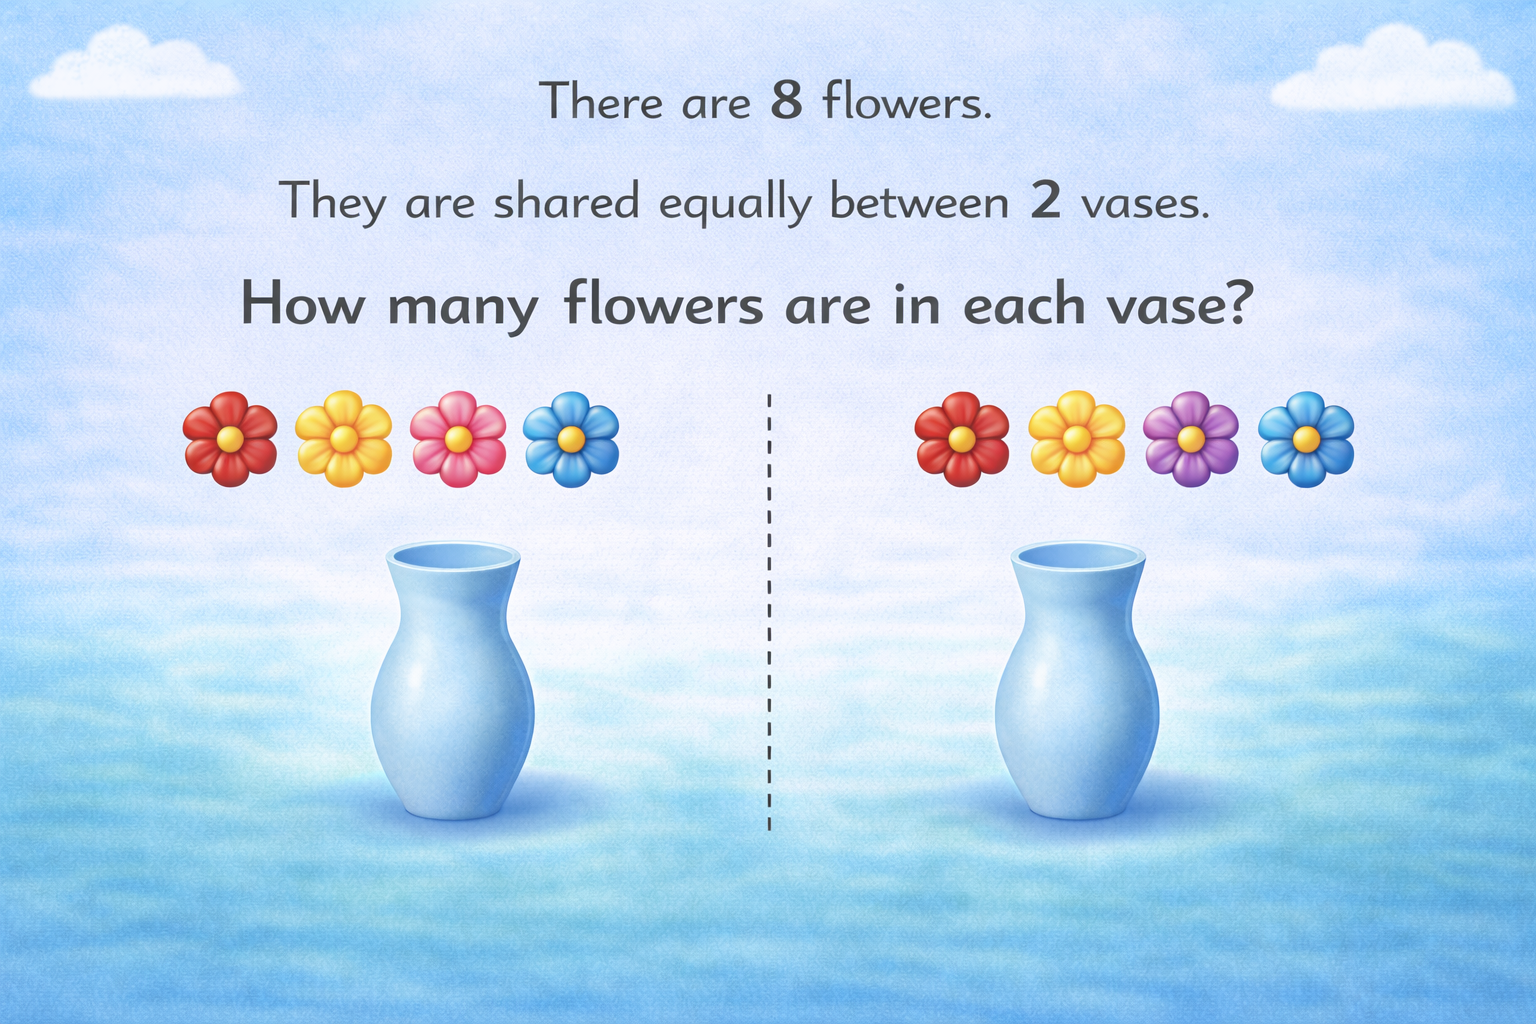 There are 8 flowers.
They are shared equally between 2 vases.
How many flowers are in each vase?